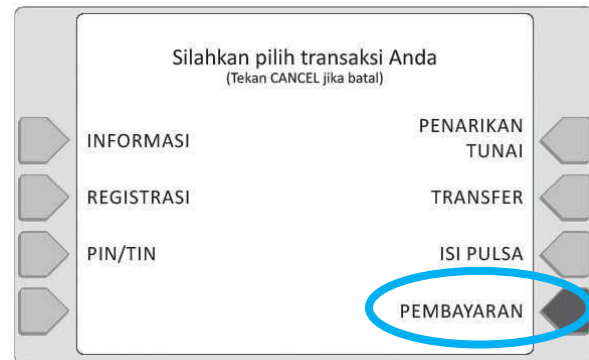 Silahkan pilih transaksi Anda
(Tekan CANCEL jika batal)
INFORMASI
PENARIKAN
TUNAI
REGISTRASI
TRANSFER
PIN/TIN
ISI PULSA
PEMBAYARAN